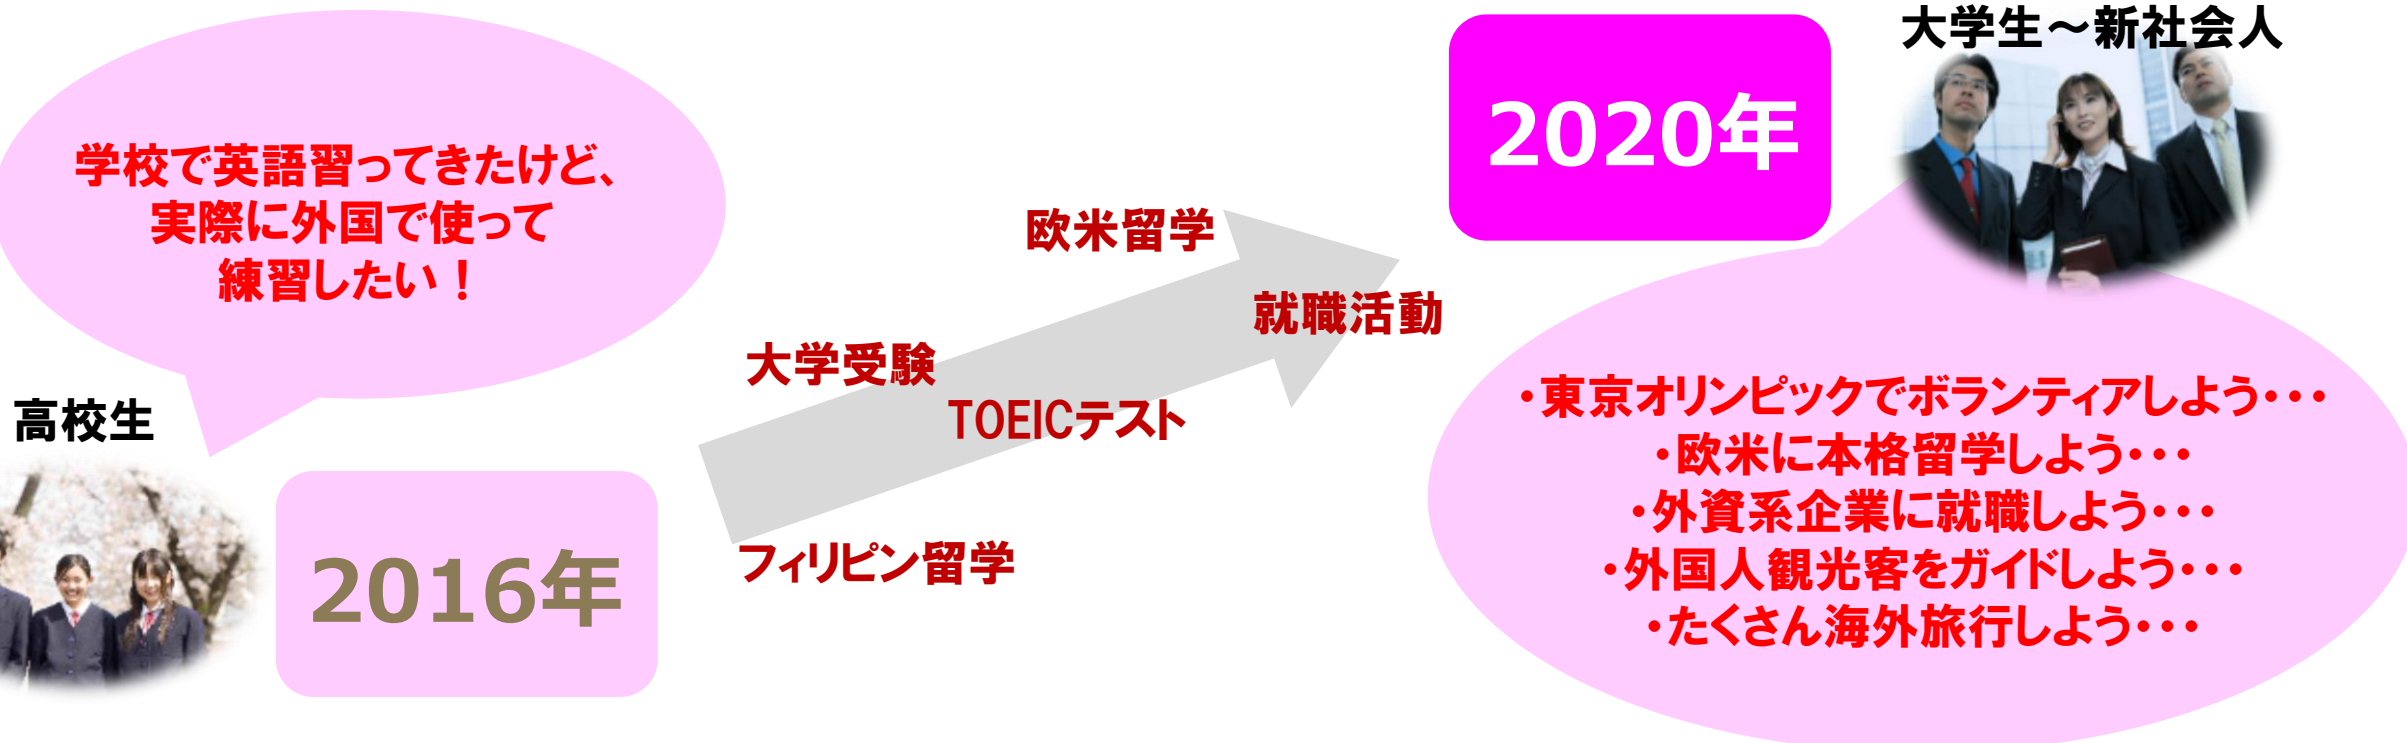 学校で英語習ってきたけど、
実際に外国で使って
練習したい！
高校生
2016年
フィリピン留学
大学受験
TOEICテスト
欧米留学
就職活動
2020年
大学生～新社会人
・東京オリンピックでボランティアしよう・・・
・欧米に本格留学しよう・・・
・外資系企業に就職しよう・・・
・外国人観光客をガイドしよう・・・
・たくさん海外旅行しよう・・・